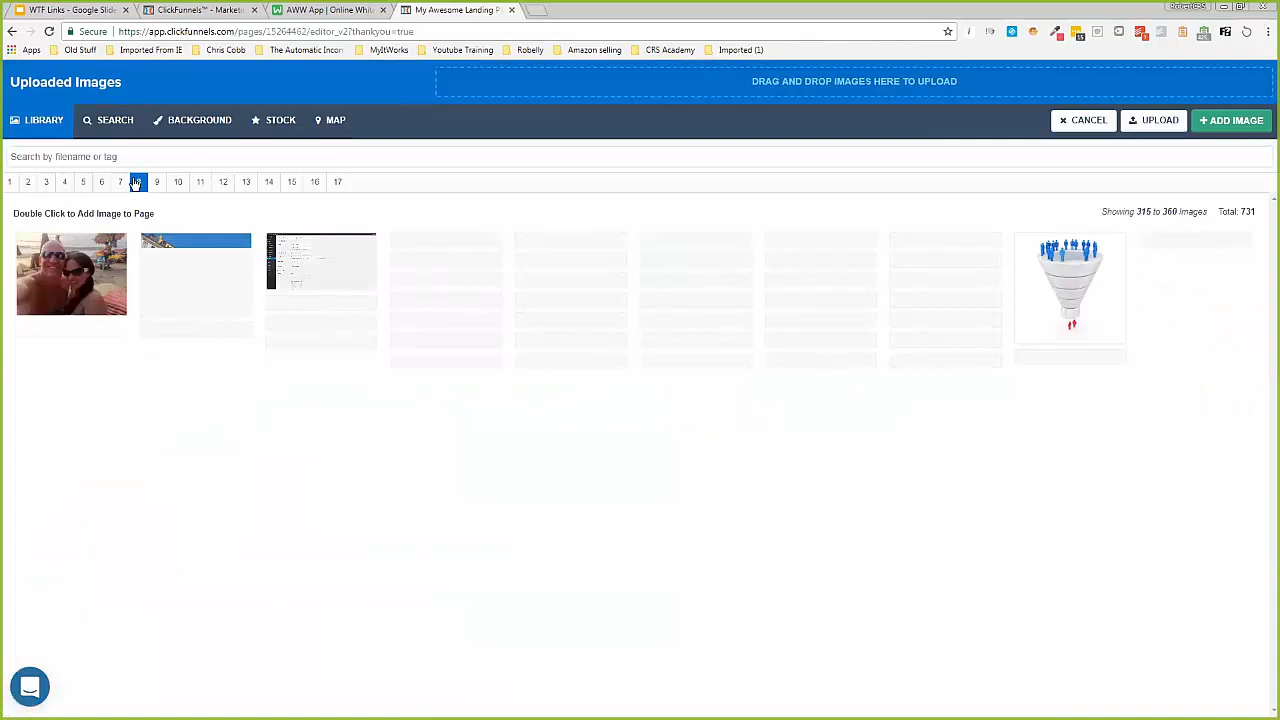 WTF Links - Google Slide
ClickFunnels™ - Market
AWW App | Online White
My Awesome Landing P
Secure
https://app.clickfunnels.com/pages/15264462/editor_v2?thankyou=true
Apps
Old Stuff
Imported From IE
Chris Cobb
The Automatic Incom
MyStWorks
Youtube Training
Robelly
Amazon selling
CRS Academy
Imported (1)
Uploaded Images
DRAG AND DROP IMAGES HERE TO UPLOAD
LIBRARY
SEARCH
BACKGROUND
STOCK
MAP
CANCEL
UPLOAD
+ ADD IMAGE
Search by filename or tag
1 2 3 4 5 6 7 8 9 10 11 12 13 14 15 16 17
Double Click to Add Image to Page
Showing 315 to 360 Images
Total: 731